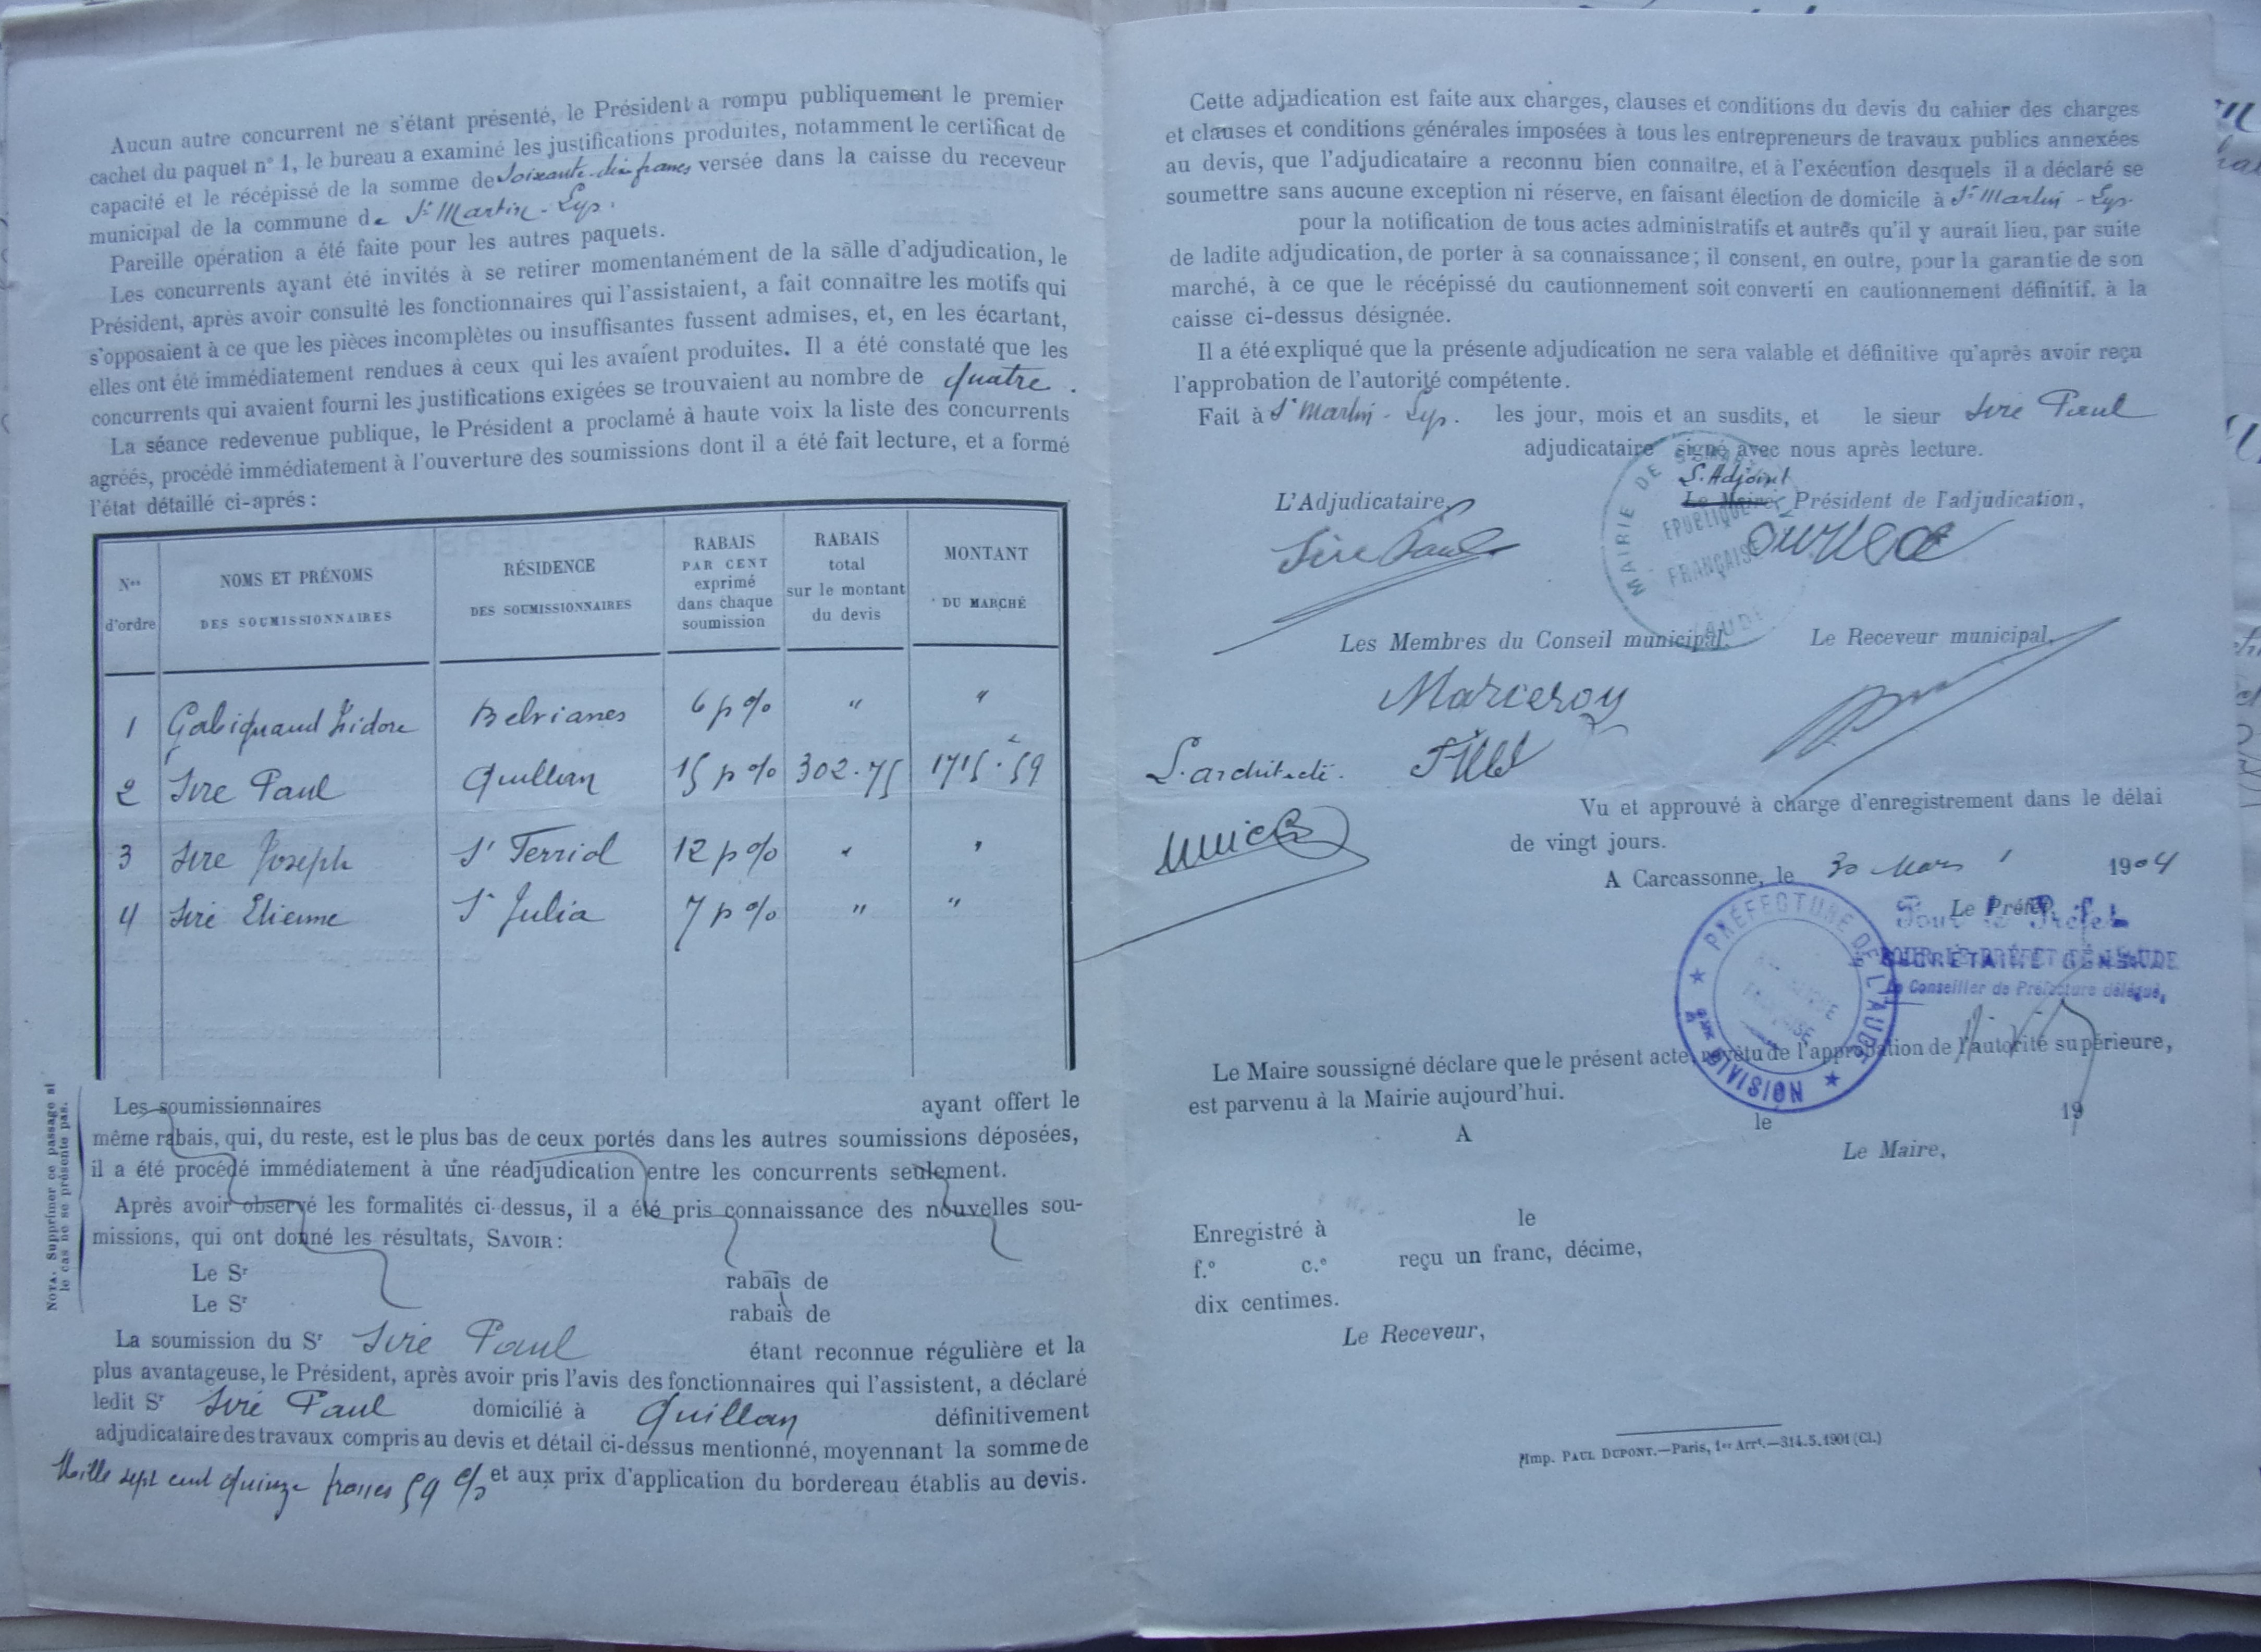 Aucun autre concurrent ne s'étant présenté, le Président a rompu publiquement le premier
cachet du paquet n° 1, le bureau a examiné les justifications produites, notamment le certificat de
capacité et le récépissé de la somme de Soixante-dix francs versée dans la caisse du receveur
municipal de la commune de St Martin-Lys.
Pareille opération a été faite pour les autres paquets.
Les concurrents ayant été invités à se retirer momentanément de la salle d'adjudication, le
Président, après avoir consulté les fonctionnaires qui l'assistaient, a fait connaître les motifs qui
s'opposaient à ce que les pièces incomplètes ou insuffisantes fussent admises, et, en les écartant,
elles ont été immédiatement rendues à ceux qui les avaient produites. Il a été constaté que les
concurrents qui avaient fourni les justifications exigées se trouvaient au nombre de quatre.
La séance redevenue publique, le Président a proclamé à haute voix la liste des concurrents
agréés, procédé immédiatement à l'ouverture des soumissions dont il a été fait lecture, et a formé
l'état détaillé ci-aprés :
Nos d'ordre
NOMS ET PRÉNOMS DES SOUMISSIONNAIRES
RÉSIDENCE DES SOUMISSIONNAIRES
RABAIS PAR CENT exprimé dans chaque soumission
RABAIS total sur le montant du devis
MONTANT DU MARCHÉ
1 Isidore Belvianes 6 p % " "
2 Siré Paul Quillan 15 p % 302.75 1715.59
3 Siré Joseph St Ferriol 12 p % " "
4 Siré Etienne St Julia 7 p % " "
NOTA. Supprimer ce passage si
le cas ne se présente pas.
Les soumissionnaires ayant offert le
même rabais, qui, du reste, est le plus bas de ceux portés dans les autres soumissions déposées,
il a été procédé immédiatement à une réadjudication entre les concurrents seulement.
Après avoir observé les formalités ci-dessus, il a été pris connaissance des nouvelles sou-
missions, qui ont donné les résultats, SAVOIR :
Le Sr rabais de
Le Sr rabais de
La soumission du Sr Siré Paul étant reconnue régulière et la
plus avantageuse, le Président, après avoir pris l'avis des fonctionnaires qui l'assistent, a déclaré
ledit Sr Siré Paul domicilié à Quillan définitivement
adjudicataire des travaux compris au devis et détail ci-dessus mentionné, moyennant la somme de
Mille sept cent quinze francs 59 c/s et aux prix d'application du bordereau établis au devis.
Cette adjudication est faite aux charges, clauses et conditions du devis du cahier des charges
et clauses et conditions générales imposées à tous les entrepreneurs de travaux publics annexées
au devis, que l'adjudicataire a reconnu bien connaitre, et à l'exécution desquels il a déclaré se
soumettre sans aucune exception ni réserve, en faisant élection de domicile à St Martin-Lys.
pour la notification de tous actes administratifs et autres qu'il y aurait lieu, par suite
de ladite adjudication, de porter à sa connaissance ; il consent, en outre, pour la garantie de son
marché, à ce que le récépissé du cautionnement soit converti en cautionnement définitif, à la
caisse ci-dessus désignée.
Il a été expliqué que la présente adjudication ne sera valable et définitive qu'après avoir reçu
l'approbation de l'autorité compétente.
Fait à St Martin-Lys. les jour, mois et an susdits, et le sieur Siré Paul
adjudicataire signé avec nous après lecture.
L'Adjoint
L'Adjudicataire, Le Maire, Président de l'adjudication,
Siré Paul
MAIRIE DE
RÉPUBLIQUE
FRANÇAISE
AUDE
Les Membres du Conseil municipal, Le Receveur municipal,
Marceroy
L'architecte.
Vu et approuvé à charge d'enregistrement dans le délai
de vingt jours.
A Carcassonne, le 30 Mars 1904
Le Préfet,
Pour le Préfet
SECRÉTAIRE GÉNÉRAL
POUR LE PRÉFET DE L'AUDE
Le Conseiller de Préfecture délégué,
PRÉFECTURE DE L'AUDE
DIVISION
Le Maire soussigné déclare que le présent acte, revêtu de l'approbation de l'autorité supérieure,
est parvenu à la Mairie aujourd'hui.
A le 19
Le Maire,
Enregistré à le
f.° c.° reçu un franc, décime,
dix centimes.
Le Receveur,
Imp. PAUL DUPONT.—Paris, 1er Arrt.—314.5.1901 (Cl.)